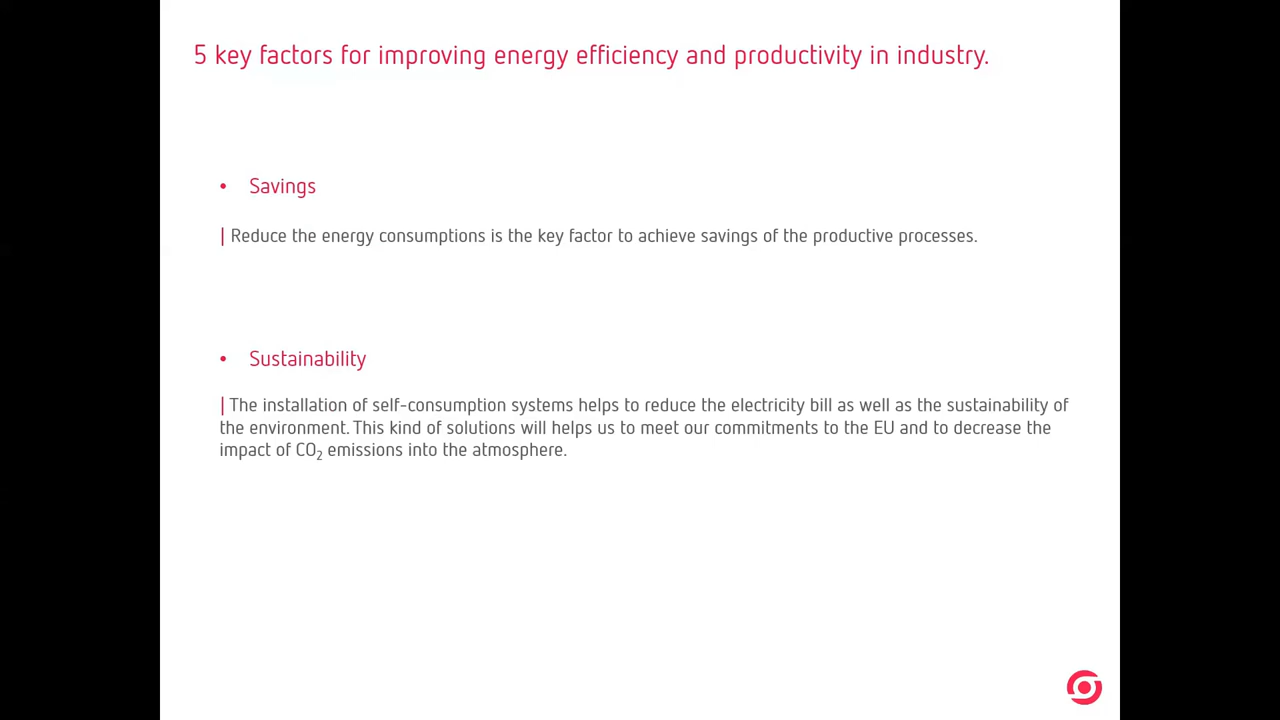 5 key factors for improving energy efficiency and productivity in industry.
• Savings
| Reduce the energy consumptions is the key factor to achieve savings of the productive processes.
• Sustainability
| The installation of self-consumption systems helps to reduce the electricity bill as well as the sustainability of
the environment. This kind of solutions will helps us to meet our commitments to the EU and to decrease the
impact of CO₂ emissions into the atmosphere.